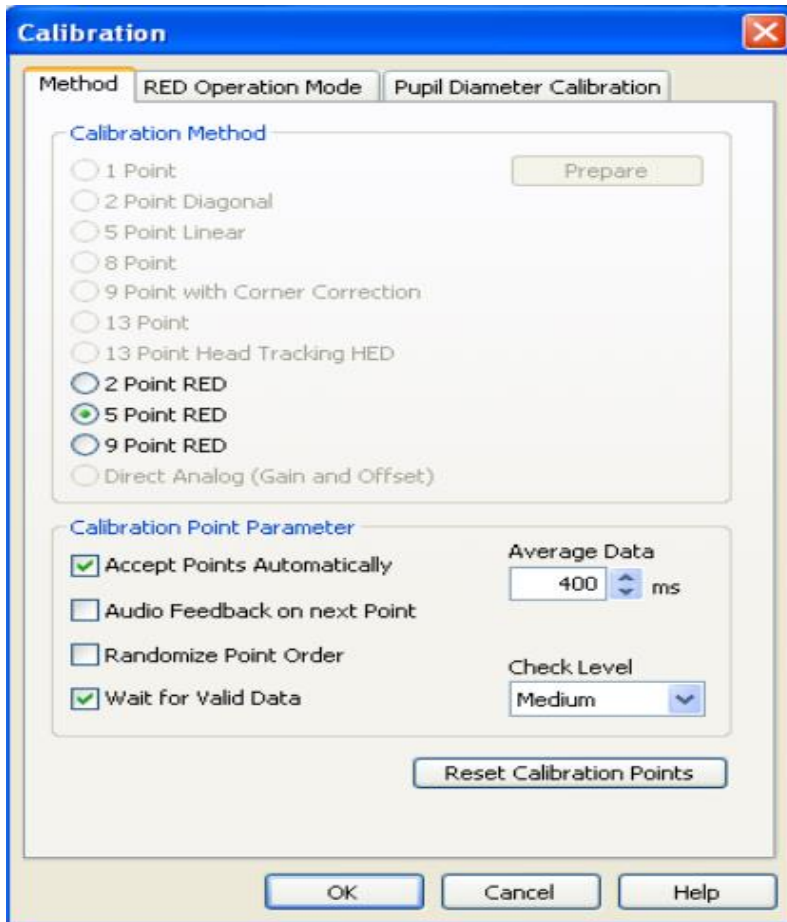 Calibration
Method RED Operation Mode Pupil Diameter Calibration
Calibration Method
1 Point Prepare
2 Point Diagonal
5 Point Linear
8 Point
9 Point with Corner Correction
13 Point
13 Point Head Tracking HED
2 Point RED
5 Point RED
9 Point RED
Direct Analog (Gain and Offset)
Calibration Point Parameter
Accept Points Automatically
Average Data
400 ms
Audio Feedback on next Point
Randomize Point Order
Check Level
Wait for Valid Data
Medium
Reset Calibration Points
OK Cancel Help